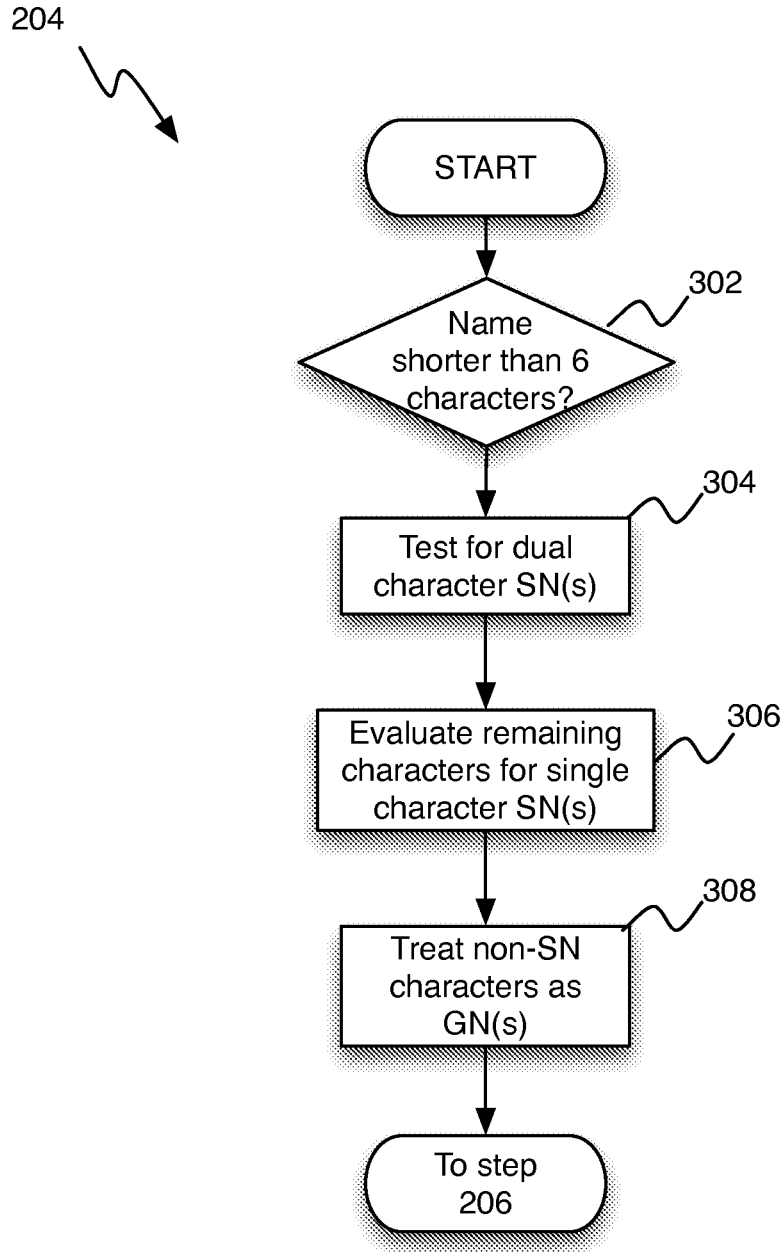 204
START
302
Name
shorter than 6
characters?
304
Test for dual
character SN(s)
306
Evaluate remaining
characters for single
character SN(s)
308
Treat non-SN
characters as
GN(s)
To step
206